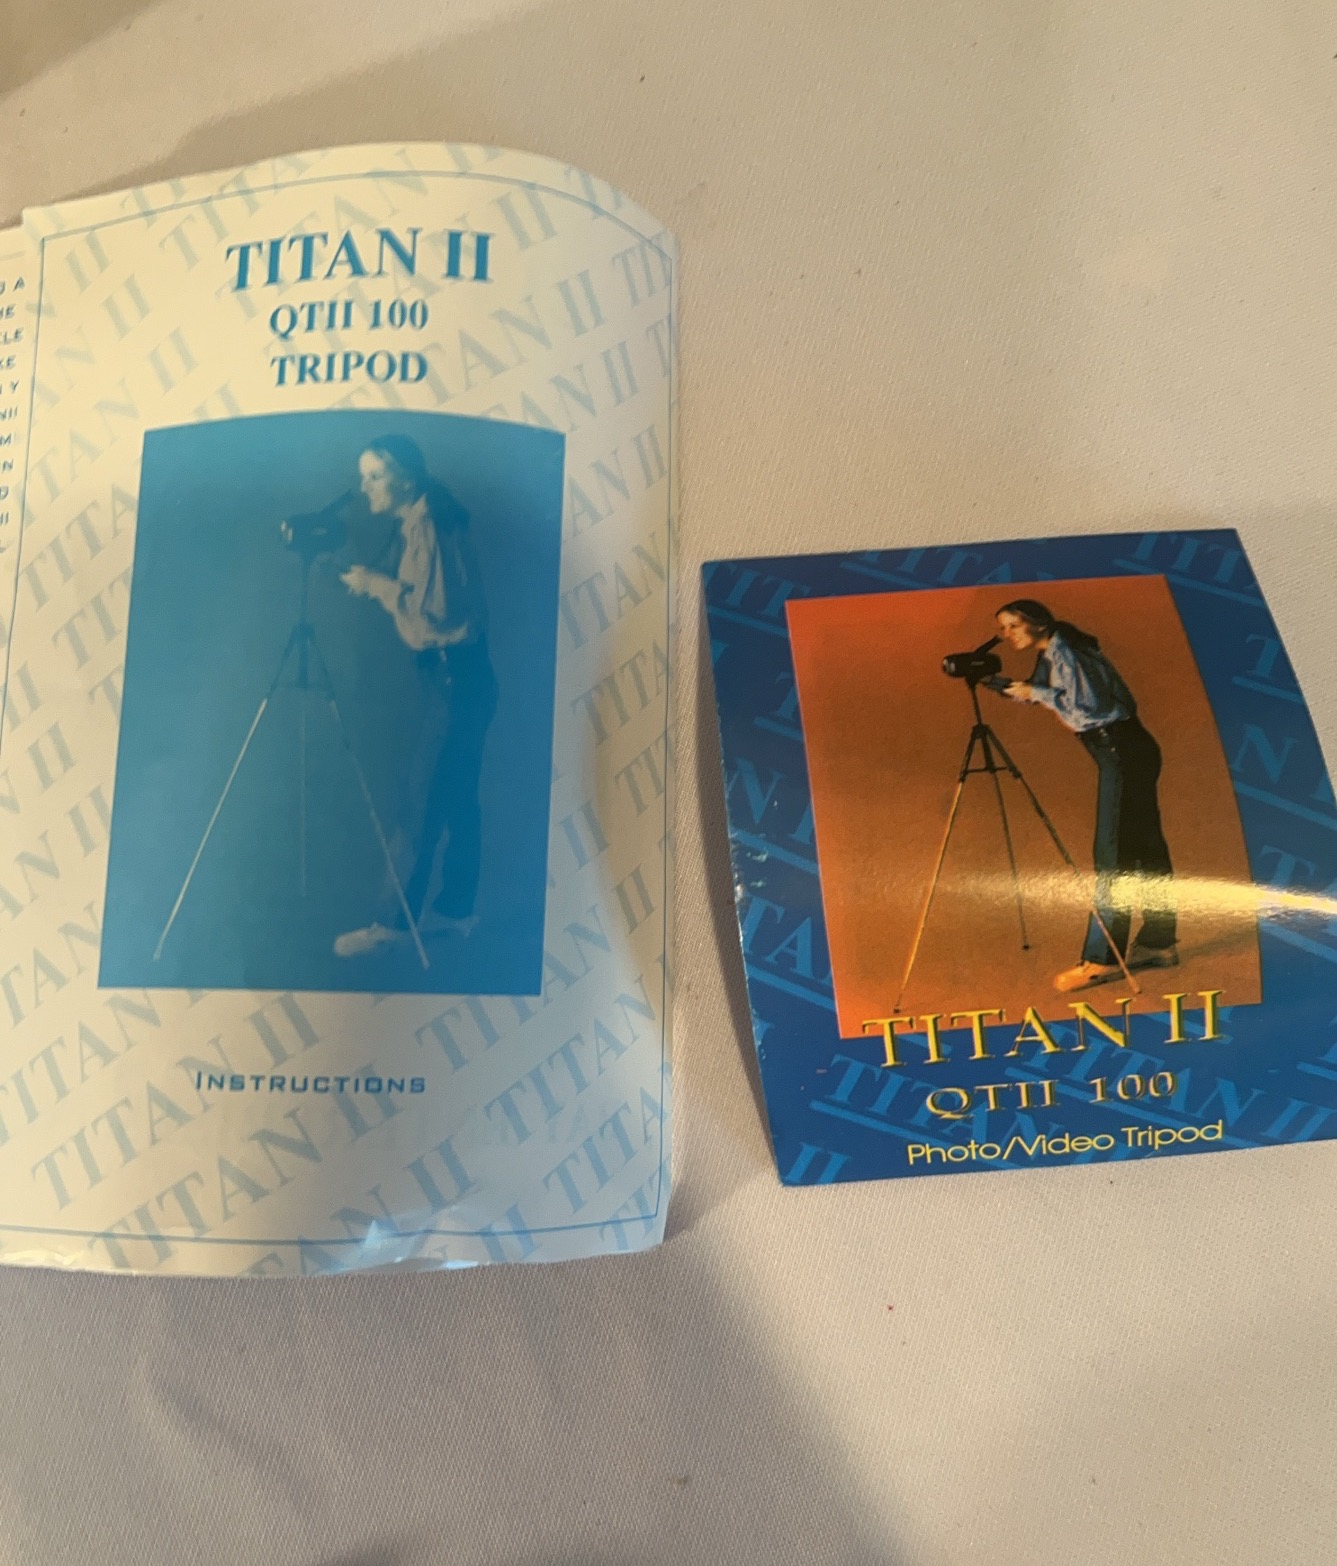 TITAN II
QTII 100
TRIPOD
INSTRUCTIONS
TITAN II
QTII 100
Photo/Video Tripod